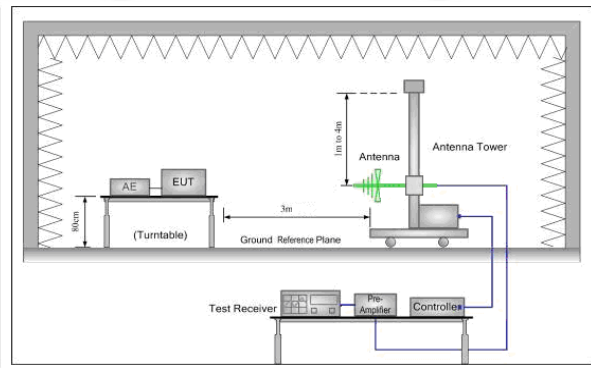 1m to 4m
Antenna
Antenna Tower
AE
EUT
3m
80cm
(Turntable)
Ground Reference Plane
Test Receiver
Pre-
Amplifier
Controller